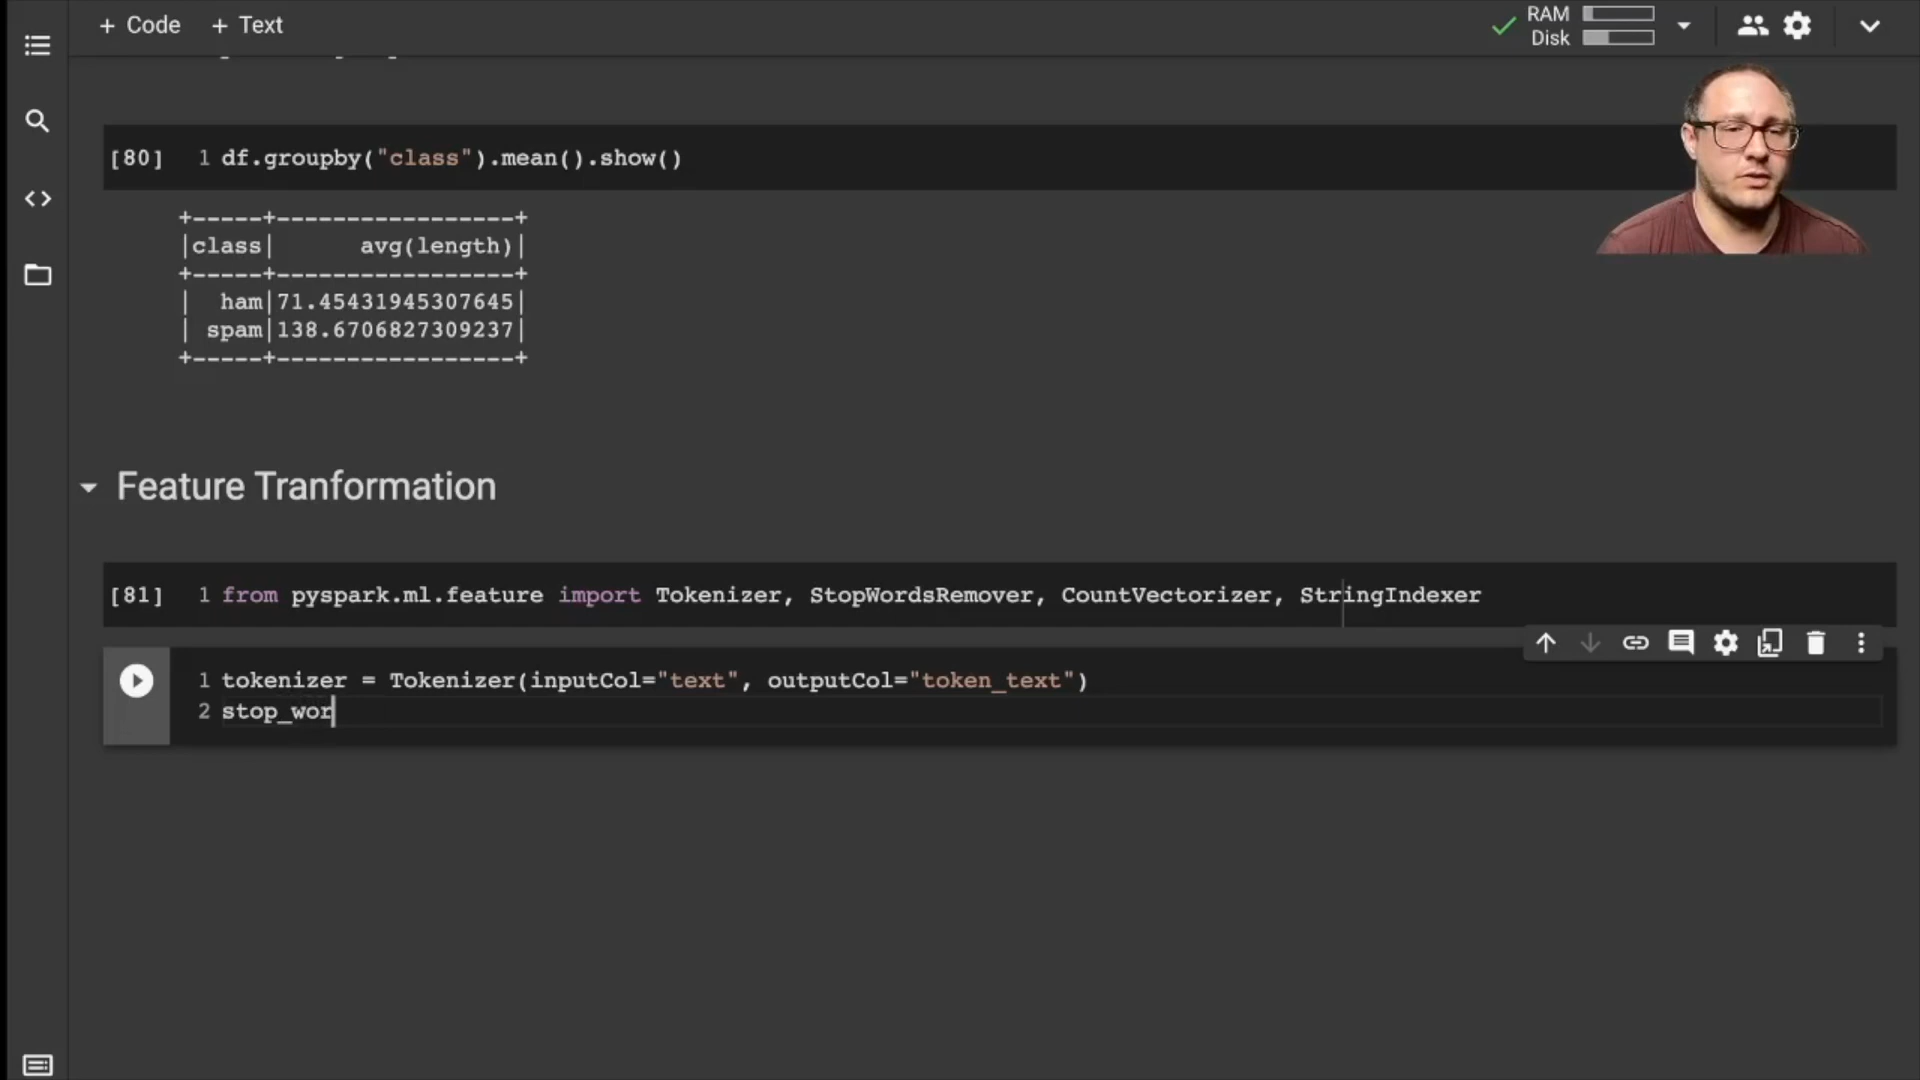 + Code + Text
RAM
Disk
[80] 1 df.groupby("class").mean().show()
+-----+-----------------+
|class| avg(length)|
+-----+-----------------+
| ham|71.45431945307645|
| spam|138.6706827309237|
+-----+-----------------+
Feature Tranformation
[81] 1 from pyspark.ml.feature import Tokenizer, StopWordsRemover, CountVectorizer, StringIndexer
1 tokenizer = Tokenizer(inputCol="text", outputCol="token_text")
2 stop_wor